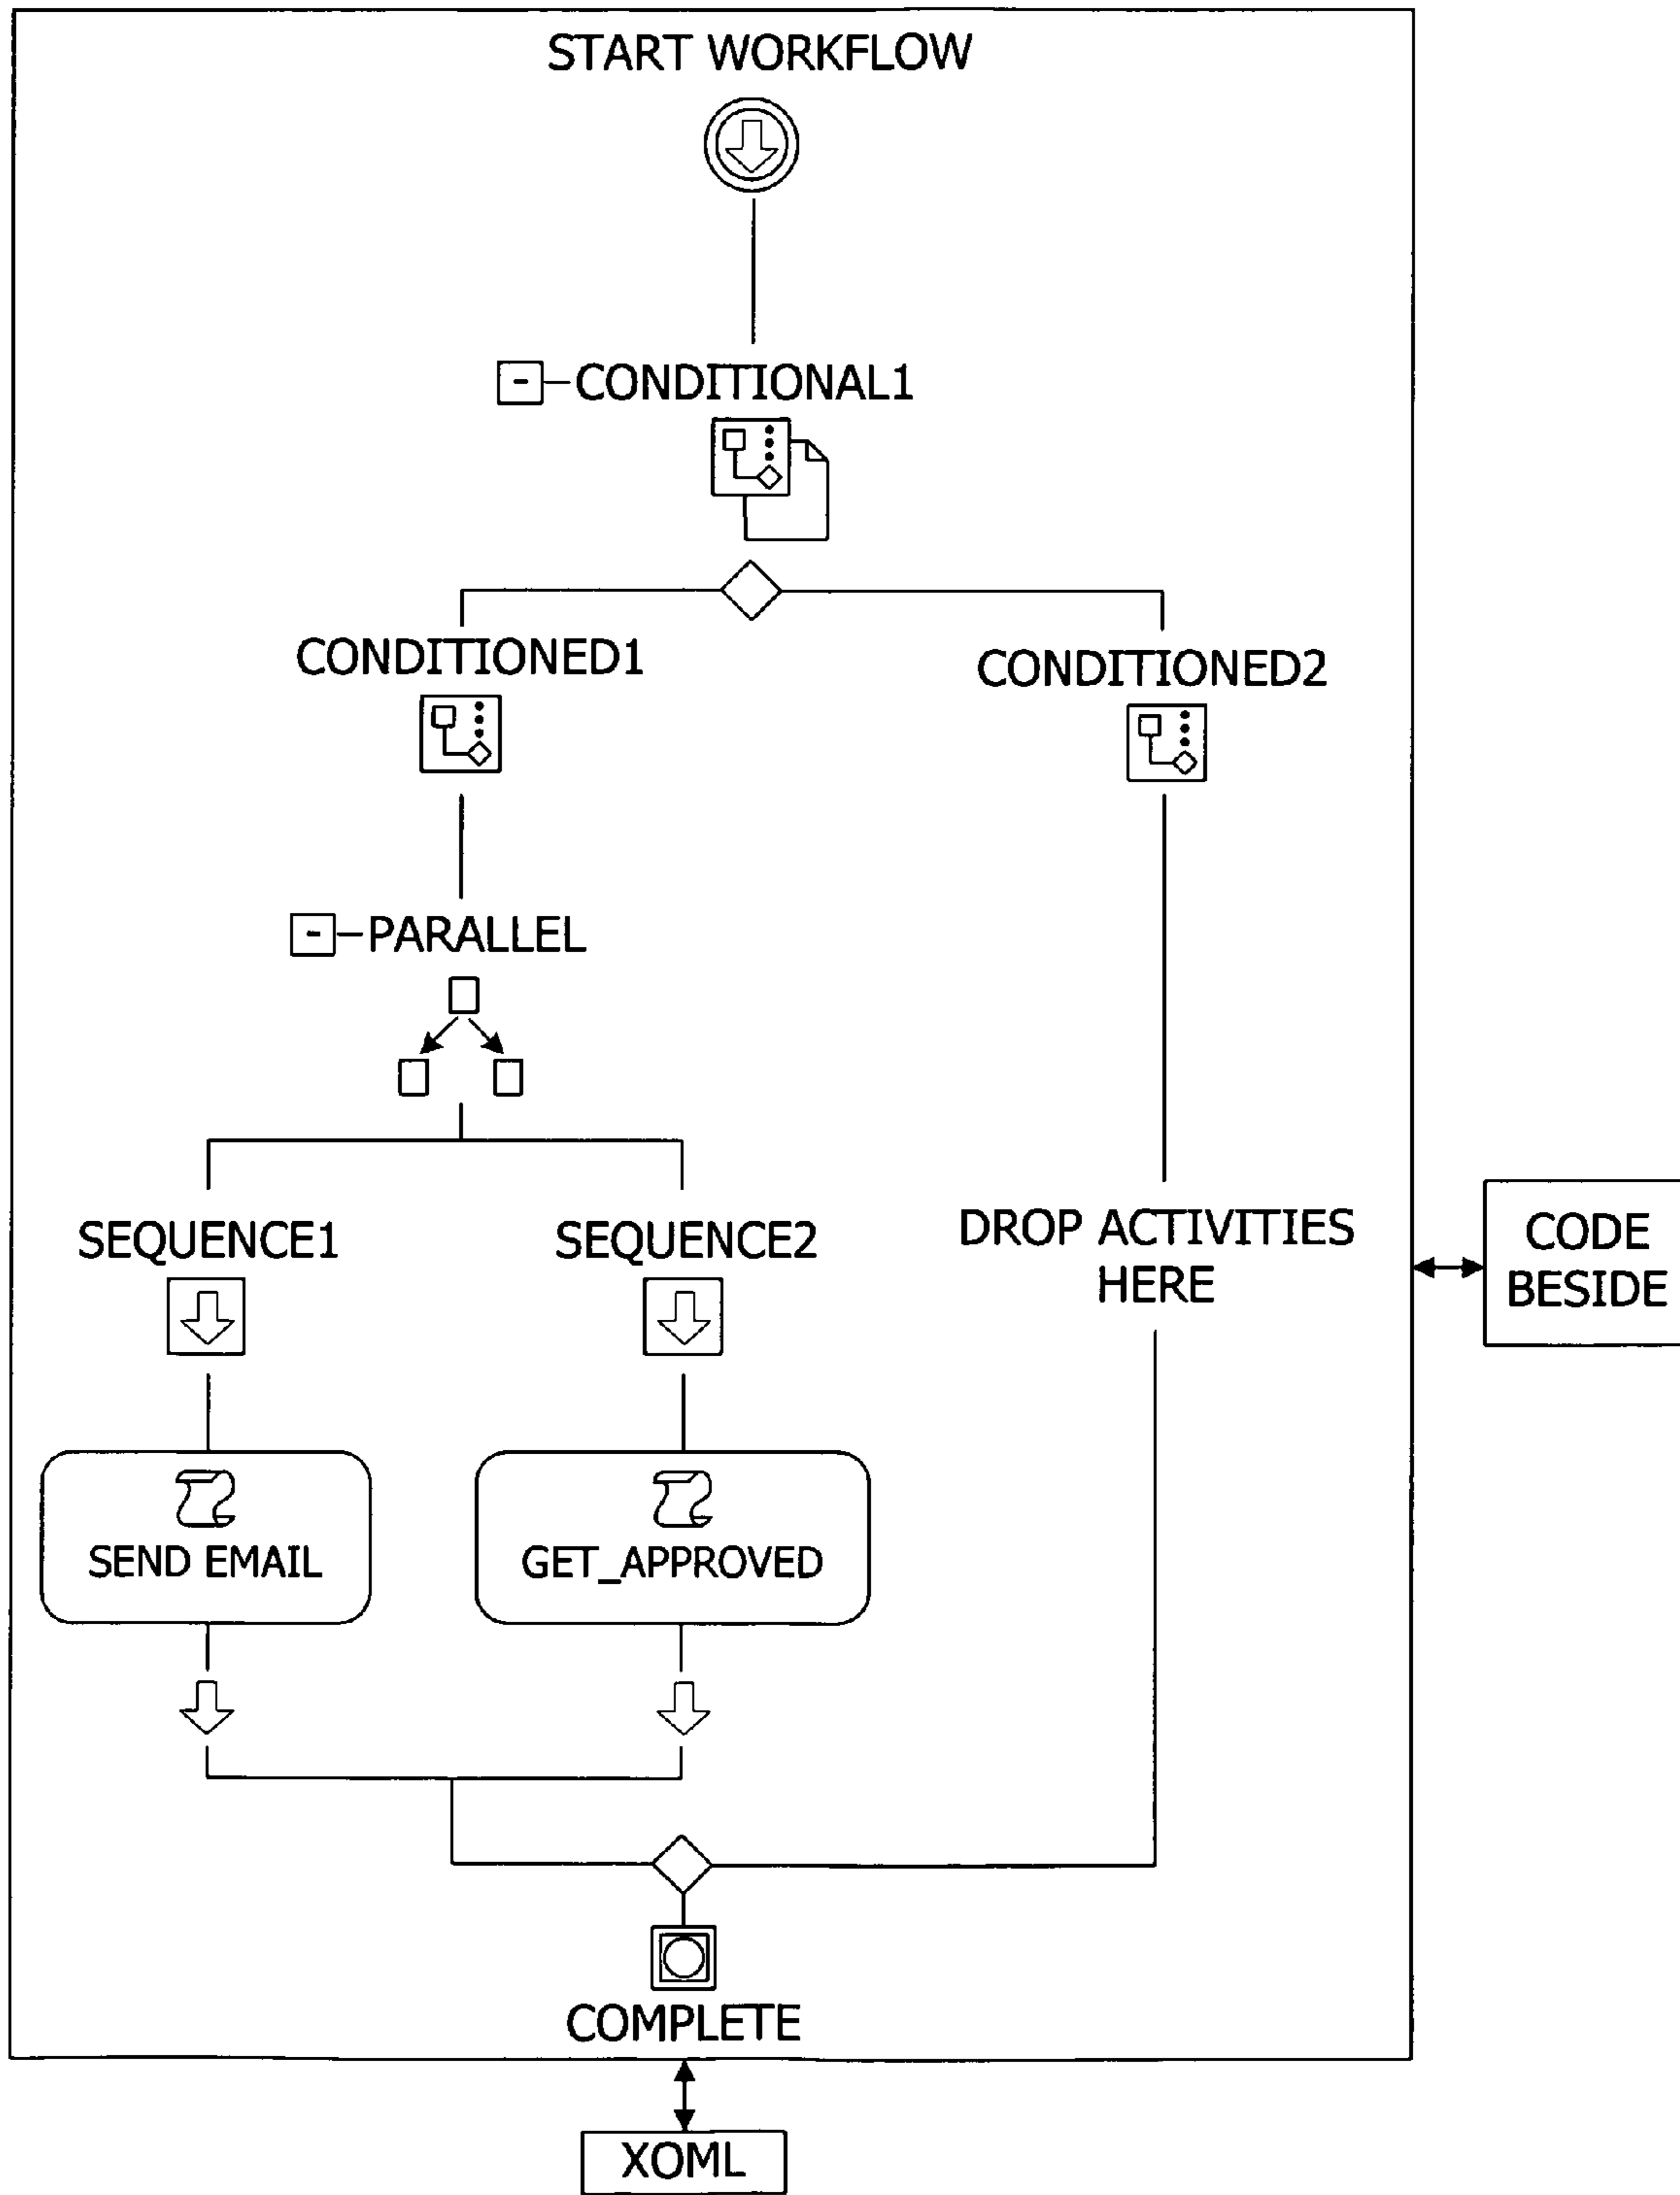 START WORKFLOW
CONDITIONAL1
CONDITIONED1
CONDITIONED2
PARALLEL
SEQUENCE1
SEQUENCE2
DROP ACTIVITIES
HERE
CODE
BESIDE
SEND EMAIL
GET_APPROVED
COMPLETE
XOML